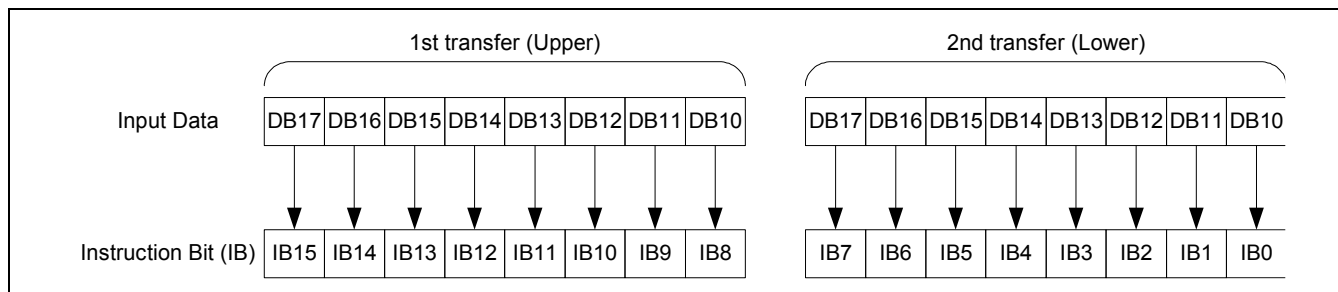 1st transfer (Upper) 2nd transfer (Lower)
Input Data DB17 DB16 DB15 DB14 DB13 DB12 DB11 DB10 DB17 DB16 DB15 DB14 DB13 DB12 DB11 DB10
Instruction Bit (IB) IB15 IB14 IB13 IB12 IB11 IB10 IB9 IB8 IB7 IB6 IB5 IB4 IB3 IB2 IB1 IB0